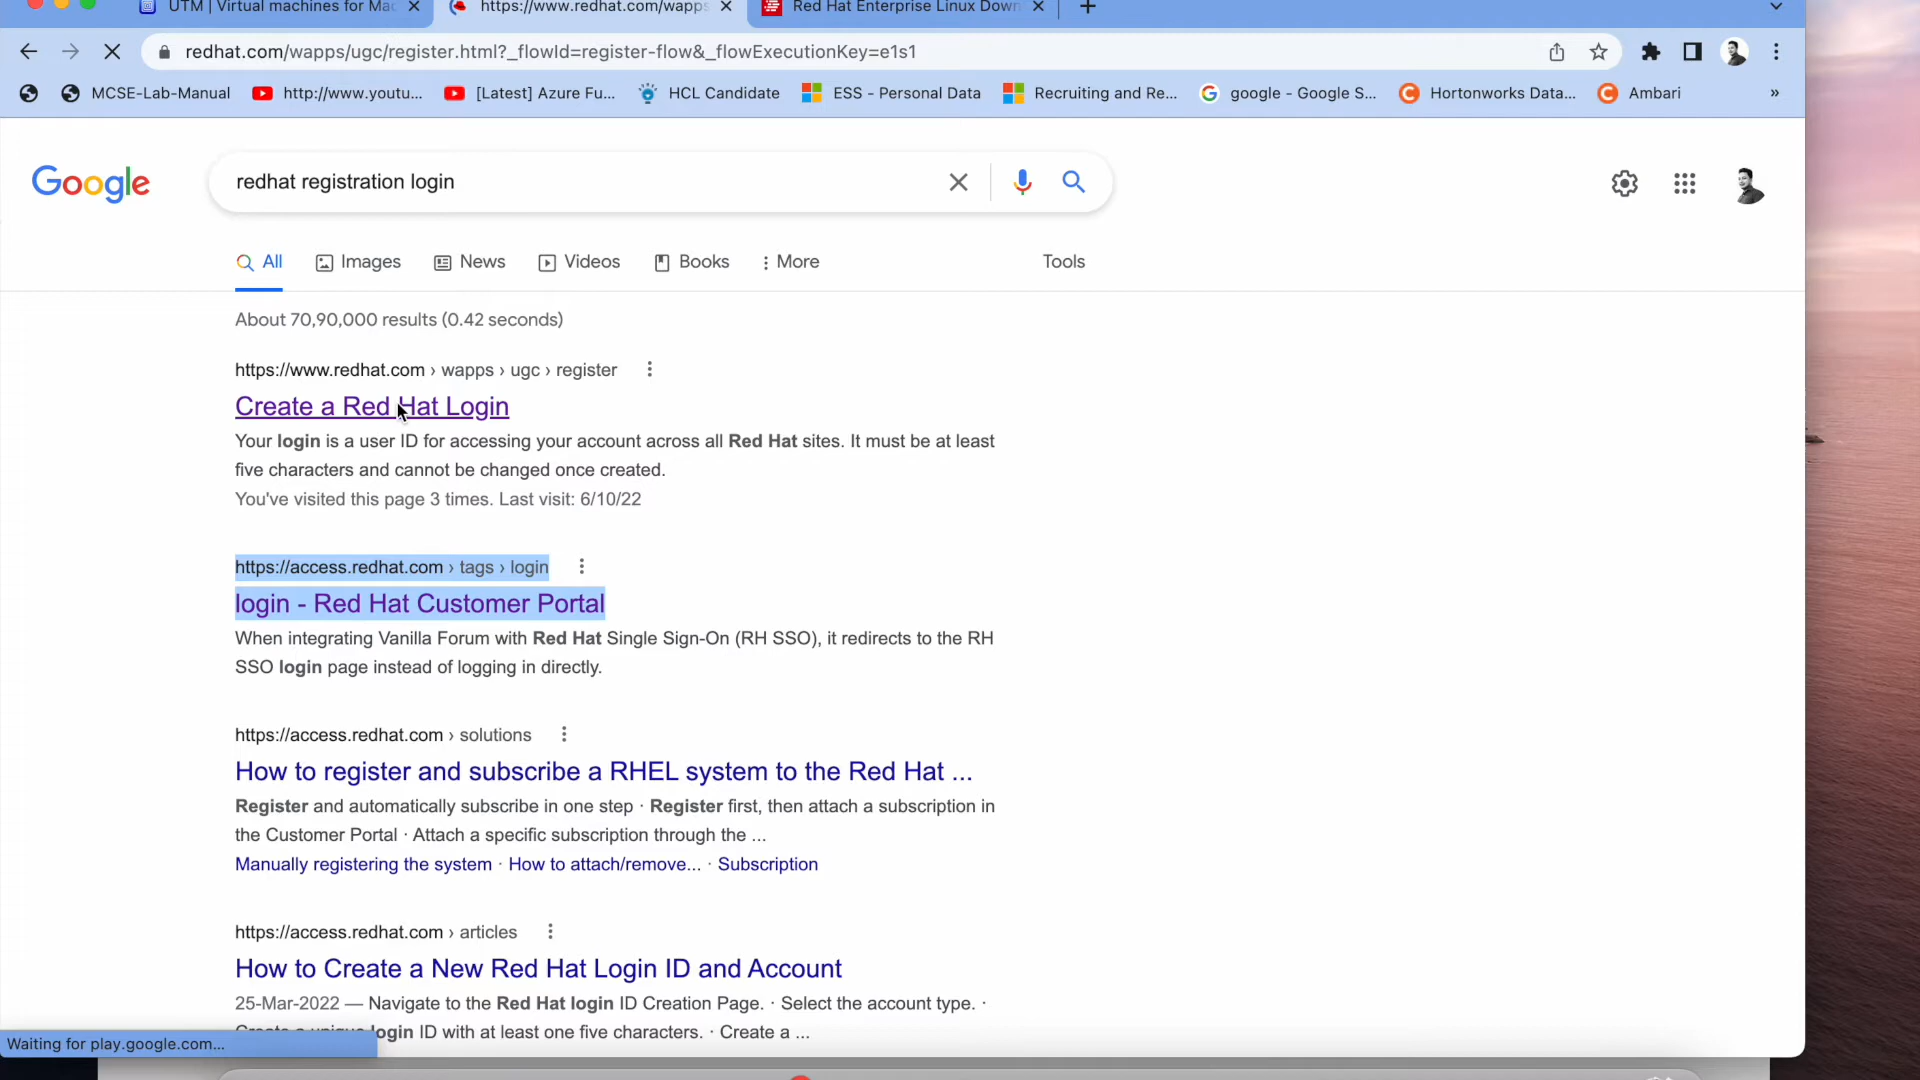 UTM | Virtual machines for Mac
https://www.redhat.com/wapps
Red Hat Enterprise Linux Down
redhat.com/wapps/ugc/register.html?_flowId=register-flow&_flowExecutionKey=e1s1
MCSE-Lab-Manual
http://www.youtu...
[Latest] Azure Fu...
HCL Candidate
ESS - Personal Data
Recruiting and Re...
google - Google S...
Hortonworks Data...
Ambari
»
Google
redhat registration login
All
Images
News
Videos
Books
More
Tools
About 70,90,000 results (0.42 seconds)
https://www.redhat.com › wapps › ugc › register
Create a Red Hat Login
Your login is a user ID for accessing your account across all Red Hat sites. It must be at least
five characters and cannot be changed once created.
You've visited this page 3 times. Last visit: 6/10/22
https://access.redhat.com › tags › login
login - Red Hat Customer Portal
When integrating Vanilla Forum with Red Hat Single Sign-On (RH SSO), it redirects to the RH
SSO login page instead of logging in directly.
https://access.redhat.com › solutions
How to register and subscribe a RHEL system to the Red Hat ...
Register and automatically subscribe in one step · Register first, then attach a subscription in
the Customer Portal · Attach a specific subscription through the ...
Manually registering the system · How to attach/remove... · Subscription
https://access.redhat.com › articles
How to Create a New Red Hat Login ID and Account
25-Mar-2022 — Navigate to the Red Hat login ID Creation Page. · Select the account type. ·
Create a unique login ID with at least one five characters. · Create a ...
Waiting for play.google.com...